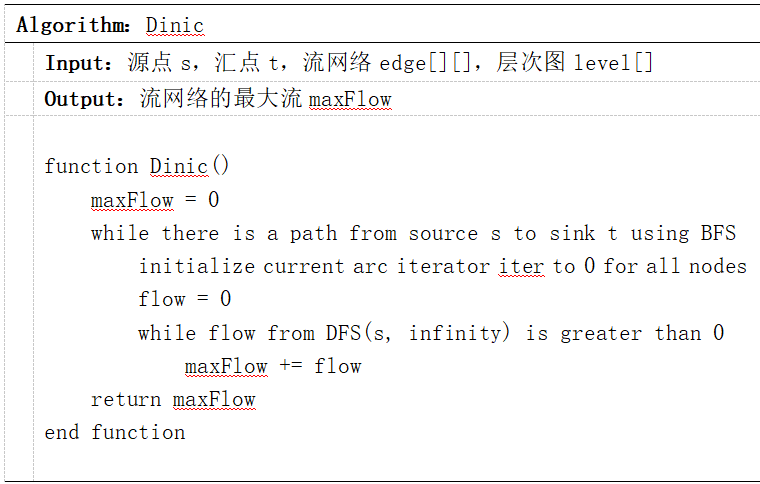 Algorithm: Dinic
Input: 源点 s，汇点 t，流网络 edge[][]，层次图 level[]
Output: 流网络的最大流 maxFlow
function Dinic()
maxFlow = 0
while there is a path from source s to sink t using BFS
initialize current arc iterator iter to 0 for all nodes
flow = 0
while flow from DFS(s, infinity) is greater than 0
maxFlow += flow
return maxFlow
end function